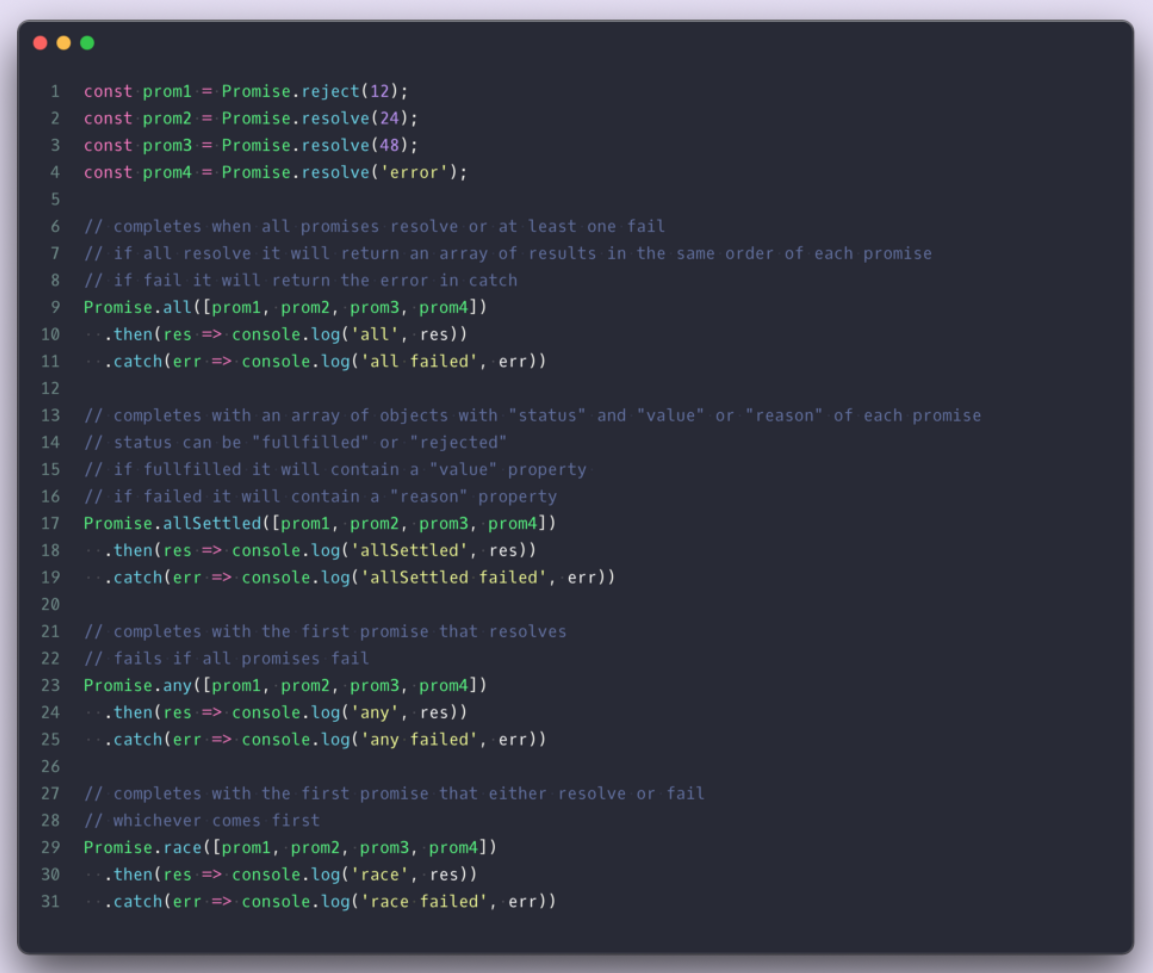 1 const prom1 = Promise.reject(12);
2 const prom2 = Promise.resolve(24);
3 const prom3 = Promise.resolve(48);
4 const prom4 = Promise.resolve('error');
5
6 // completes when all promises resolve or at least one fail
7 // if all resolve it will return an array of results in the same order of each promise
8 // if fail it will return the error in catch
9 Promise.all([prom1, prom2, prom3, prom4])
10   .then(res => console.log('all', res))
11   .catch(err => console.log('all failed', err))
12
13 // completes with an array of objects with "status" and "value" or "reason" of each promise
14 // status can be "fullfilled" or "rejected"
15 // if fullfilled it will contain a "value" property
16 // if failed it will contain a "reason" property
17 Promise.allSettled([prom1, prom2, prom3, prom4])
18   .then(res => console.log('allSettled', res))
19   .catch(err => console.log('allSettled failed', err))
20
21 // completes with the first promise that resolves
22 // fails if all promises fail
23 Promise.any([prom1, prom2, prom3, prom4])
24   .then(res => console.log('any', res))
25   .catch(err => console.log('any failed', err))
26
27 // completes with the first promise that either resolve or fail
28 // whichever comes first
29 Promise.race([prom1, prom2, prom3, prom4])
30   .then(res => console.log('race', res))
31   .catch(err => console.log('race failed', err))